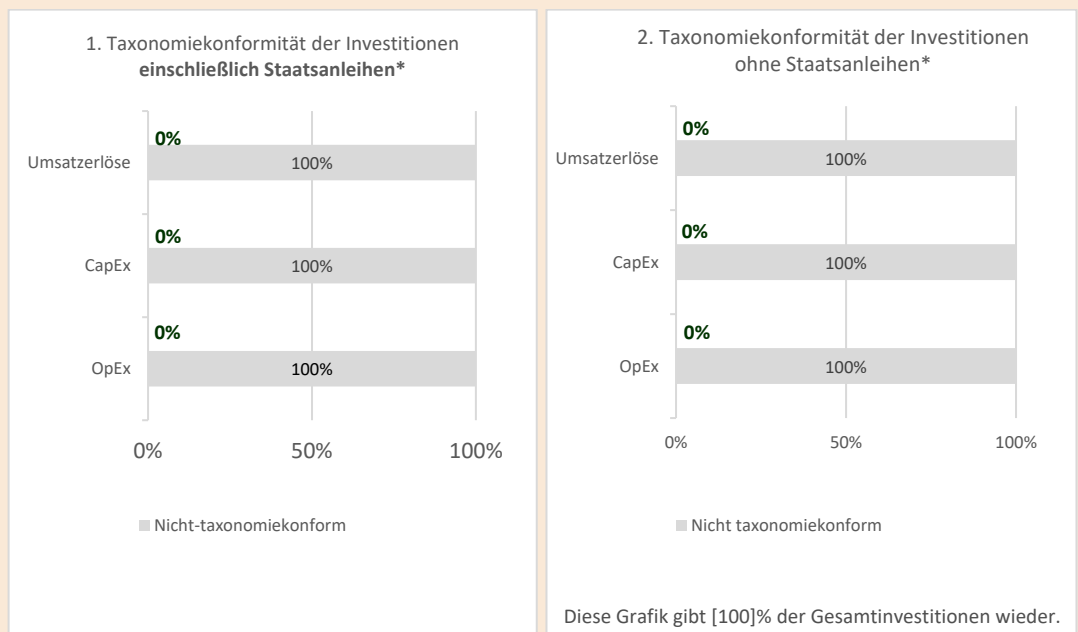 1. Taxonomiekonformität der Investitionen
einschließlich Staatsanleihen*
0%
Umsatzerlöse
100%
0%
CapEx
100%
0%
OpEx
100%
0%
50%
100%
Nicht-taxonomiekonform
2. Taxonomiekonformität der Investitionen
ohne Staatsanleihen*
0%
Umsatzerlöse
100%
0%
CapEx
100%
0%
OpEx
100%
0%
50%
100%
Nicht taxonomiekonform
Diese Grafik gibt [100]% der Gesamtinvestitionen wieder.